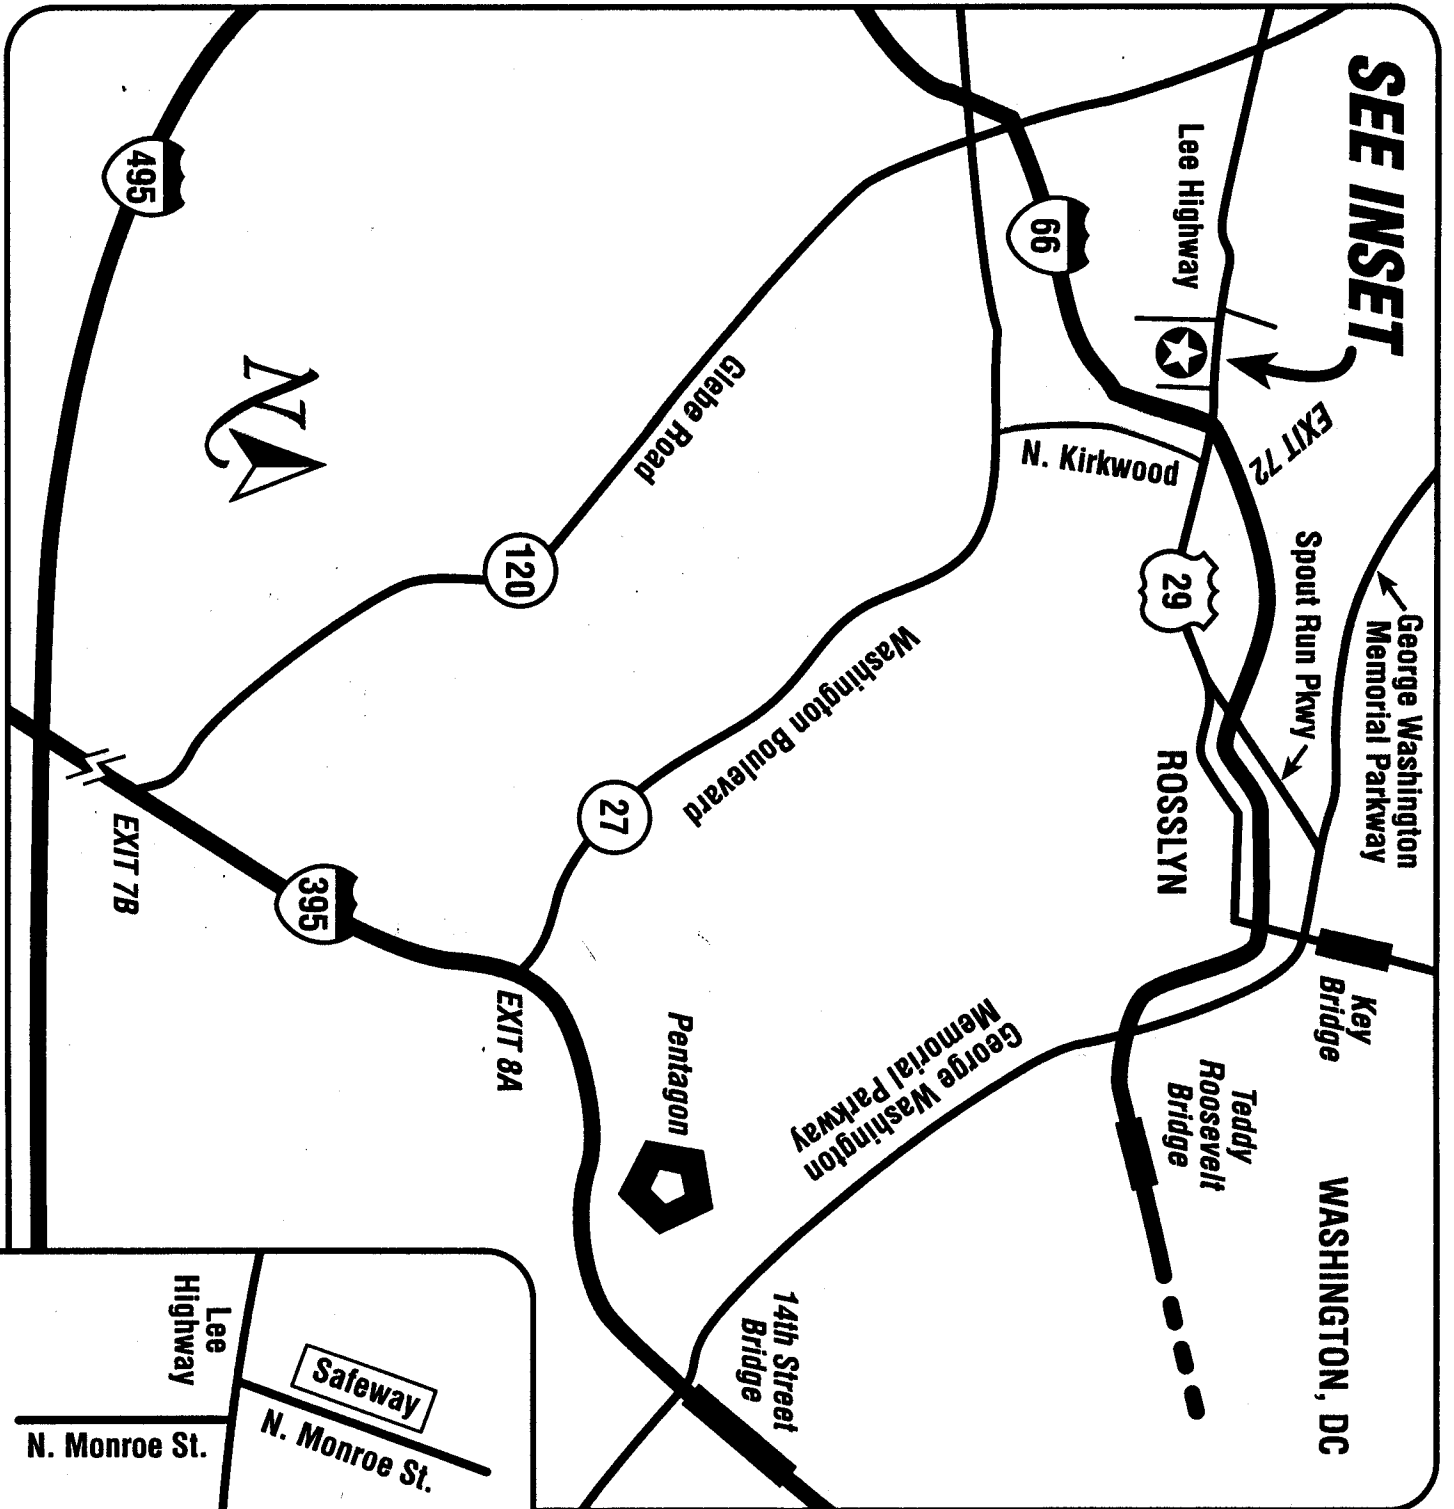 SEE INSET
Lee Highway
66
EXIT 72
N. Kirkwood
29
Spout Run Pkwy
George Washington
Memorial Parkway
ROSSLYN
Key
Bridge
Teddy
Roosevelt
Bridge
WASHINGTON, DC
George Washington
Memorial Parkway
Glebe Road
120
Washington Boulevard
27
495
N
395
EXIT 7B
EXIT 8A
Pentagon
14th Street
Bridge
Lee
Highway
Safeway
N. Monroe St.
N. Monroe St.